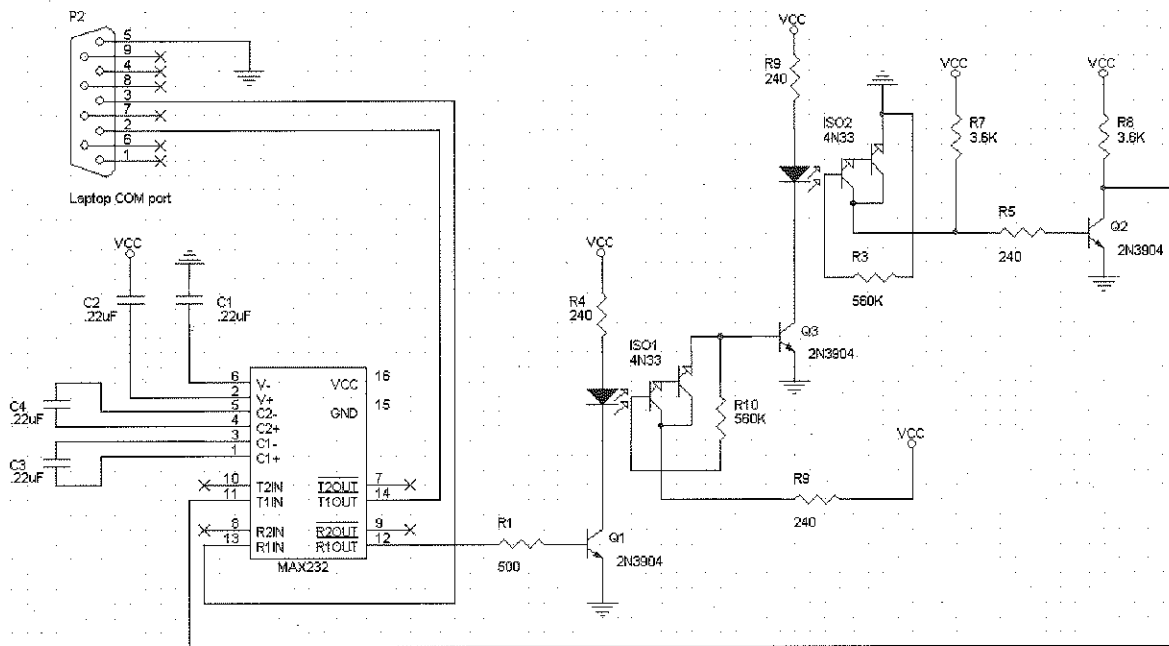 P2
5
9
4
8
3
7
2
6
1
Laptop COM port
VCC
C2
.22uF
C1
.22uF
C4
.22uF
C3
.22uF
6
2
5
4
3
1
10
11
8
13
V-
V+
C2-
C2+
C1-
C1+
T2IN
T1IN
R2IN
R1IN
VCC
GND
T2OUT
T1OUT
R2OUT
R1OUT
16
15
7
14
9
12
MAX232
R1
500
Q1
2N3904
VCC
R4
240
ISO1
4N33
R10
560K
R9
240
VCC
Q3
2N3904
VCC
R9
240
ISO2
4N33
R3
560K
VCC
R7
3.6K
R5
240
VCC
R8
3.6K
Q2
2N3904